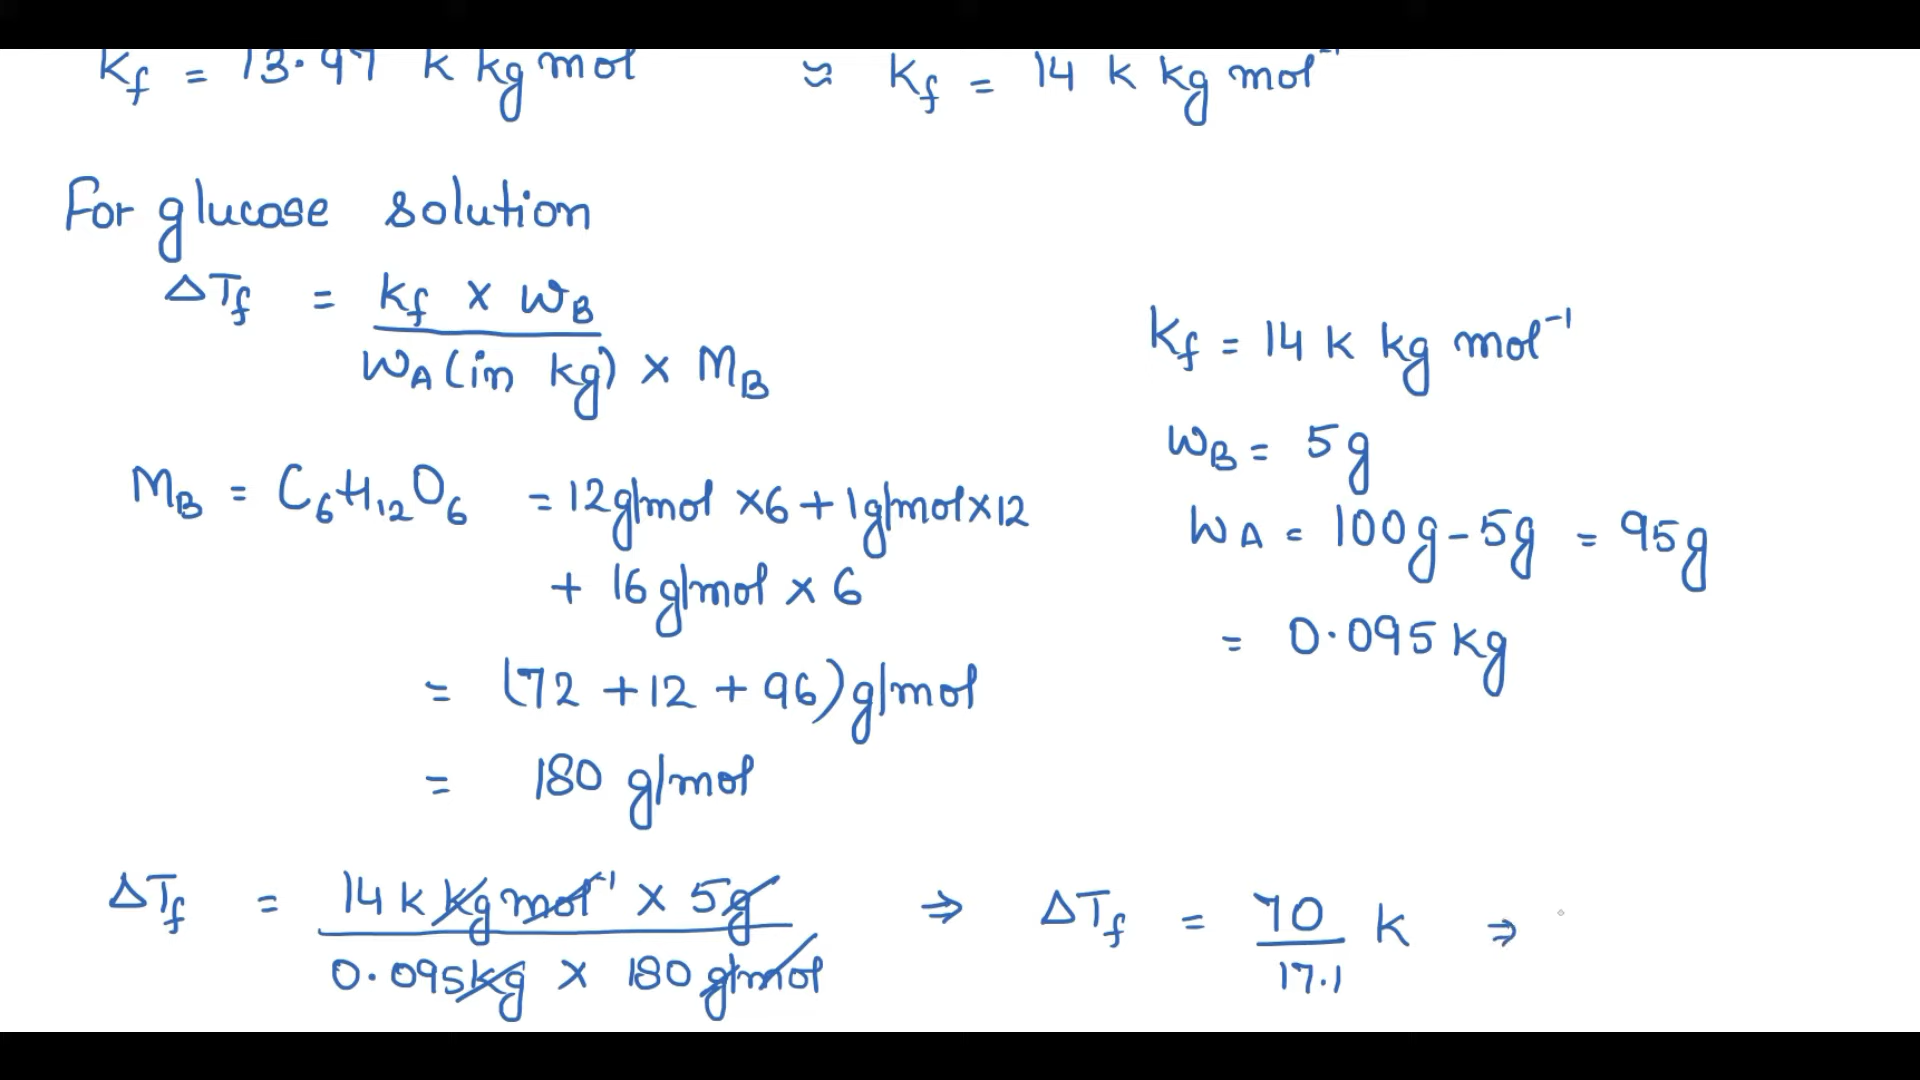 Kf = 13.97 K kg mol ≈ Kf = 14 K kg mol⁻¹
For glucose solution
ΔTf = Kf × WB
WA (in kg) × MB
Kf = 14 K kg mol⁻¹
WB = 5g
MB = C6H12O6 = 12g/mol ×6 + 1g/mol×12
WA = 100g - 5g = 95g
+ 16 g/mol × 6
= 0.095 kg
= (72 + 12 + 96) g/mol
= 180 g/mol
ΔTf = 14 K kg mol⁻¹ × 5g ⇒ ΔTf = 70 K ⇒
0.095kg × 180 g/mol 17.1